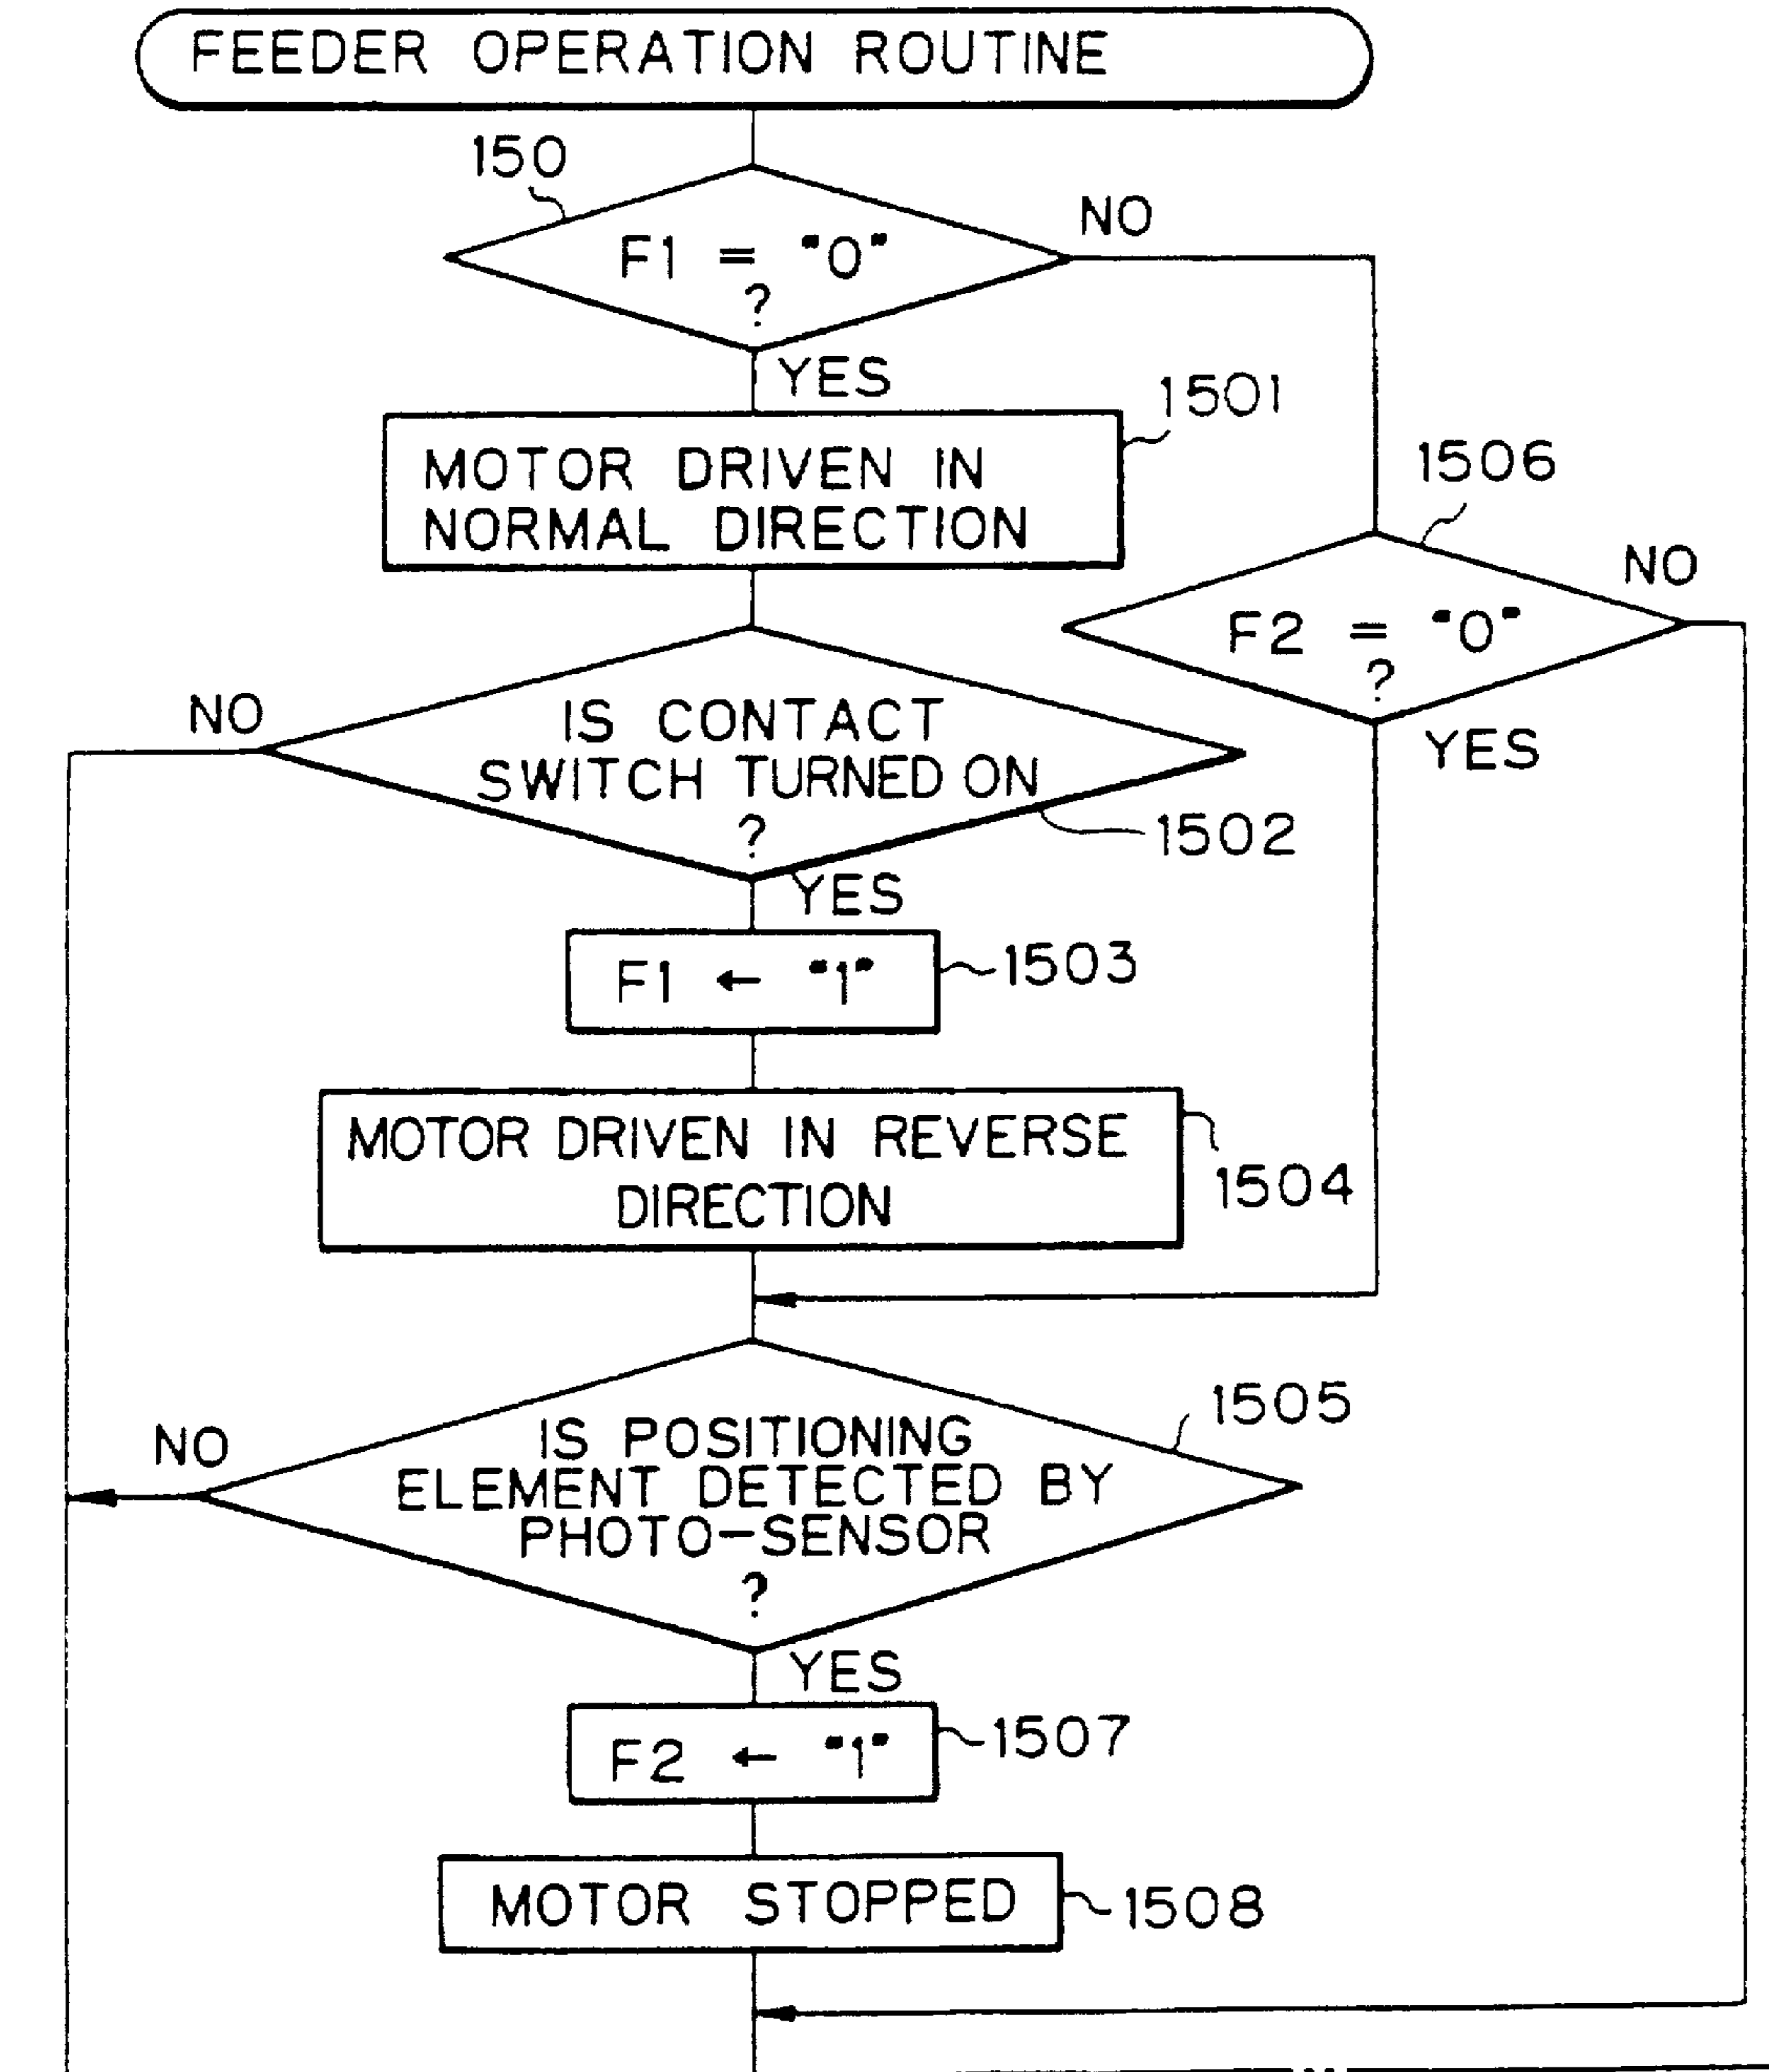 FEEDER OPERATION ROUTINE
150
F1 = "0"
?
NO
YES
1501
MOTOR DRIVEN IN
NORMAL DIRECTION
1506
F2 = "0"
?
NO
YES
IS CONTACT
SWITCH TURNED ON
?
NO
1502
YES
F1 ← "1"
1503
MOTOR DRIVEN IN REVERSE
DIRECTION
1504
IS POSITIONING
ELEMENT DETECTED BY
PHOTO-SENSOR
?
1505
NO
YES
F2 ← "1"
1507
MOTOR STOPPED
1508